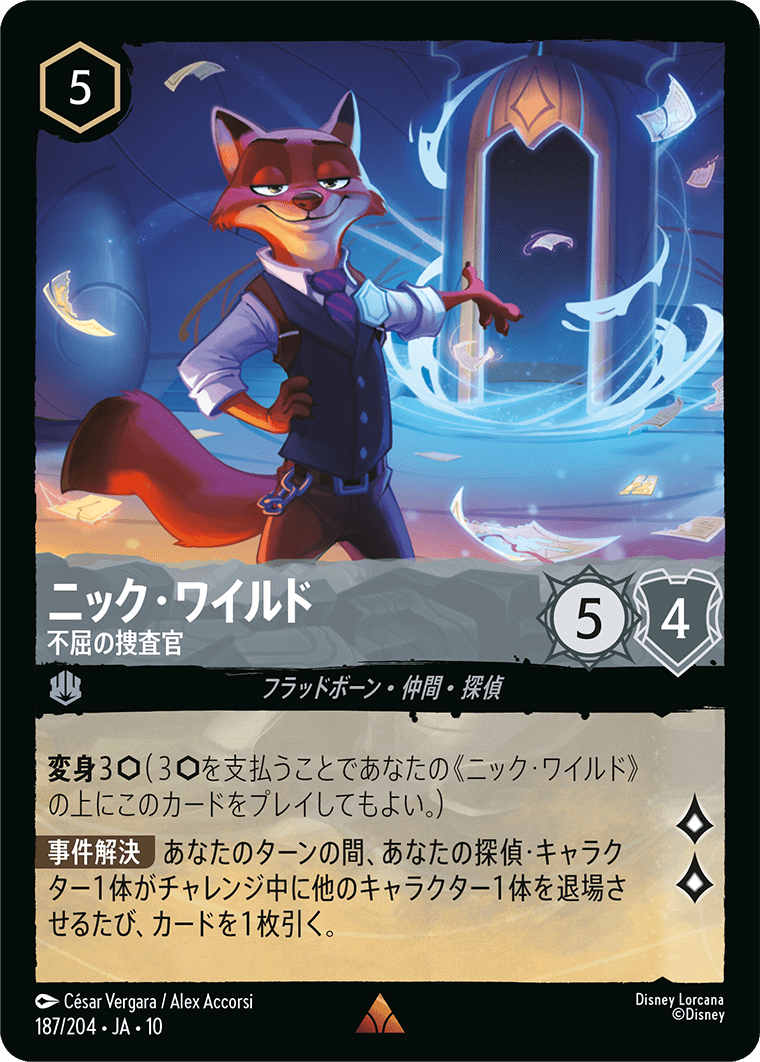 5
ニック・ワイルド
不屈の捜査官
5
4
フラッドボーン・仲間・探偵
変身3⬡(3⬡を支払うことであなたの《ニック・ワイルド》
の上にこのカードをプレイしてもよい。)
事件解決 あなたのターンの間、あなたの探偵・キャラク
ター1体がチャレンジ中に他のキャラクター1体を退場さ
せるたび、カードを1枚引く。
César Vergara / Alex Accorsi
187/204・JA・10
Disney Lorcana
©Disney